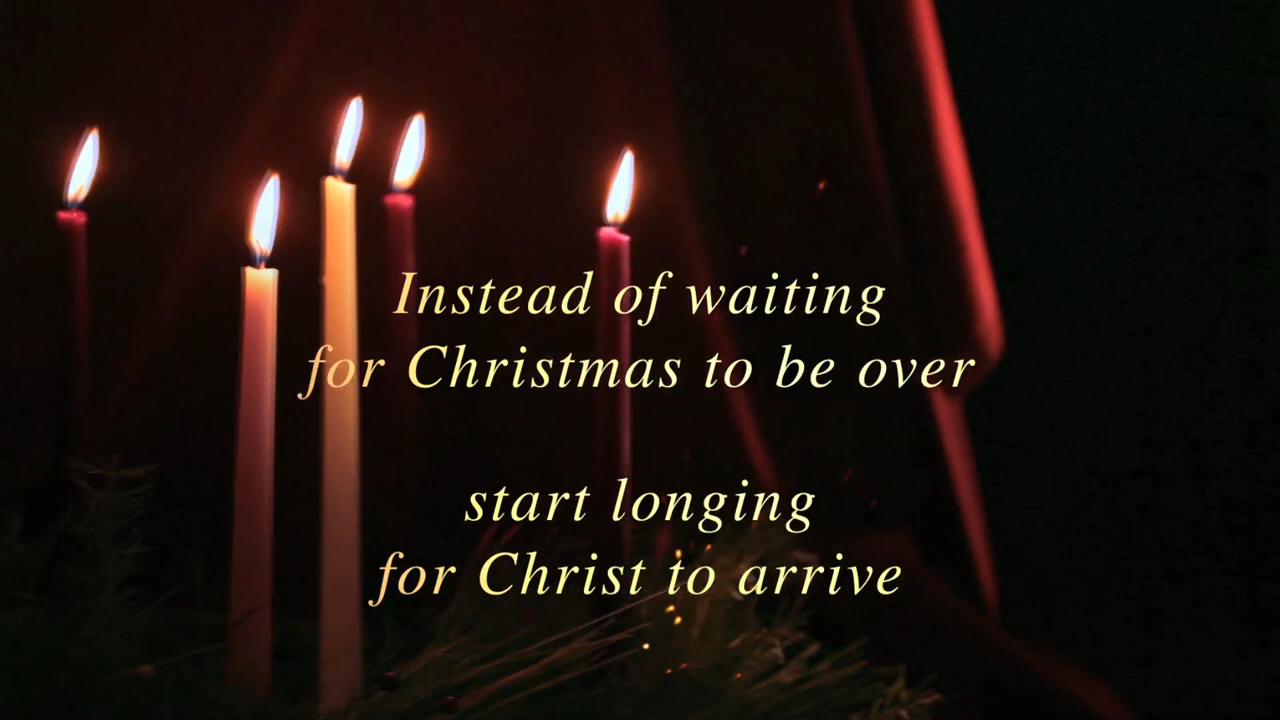 Instead of waiting
for Christmas to be over
start longing
for Christ to arrive